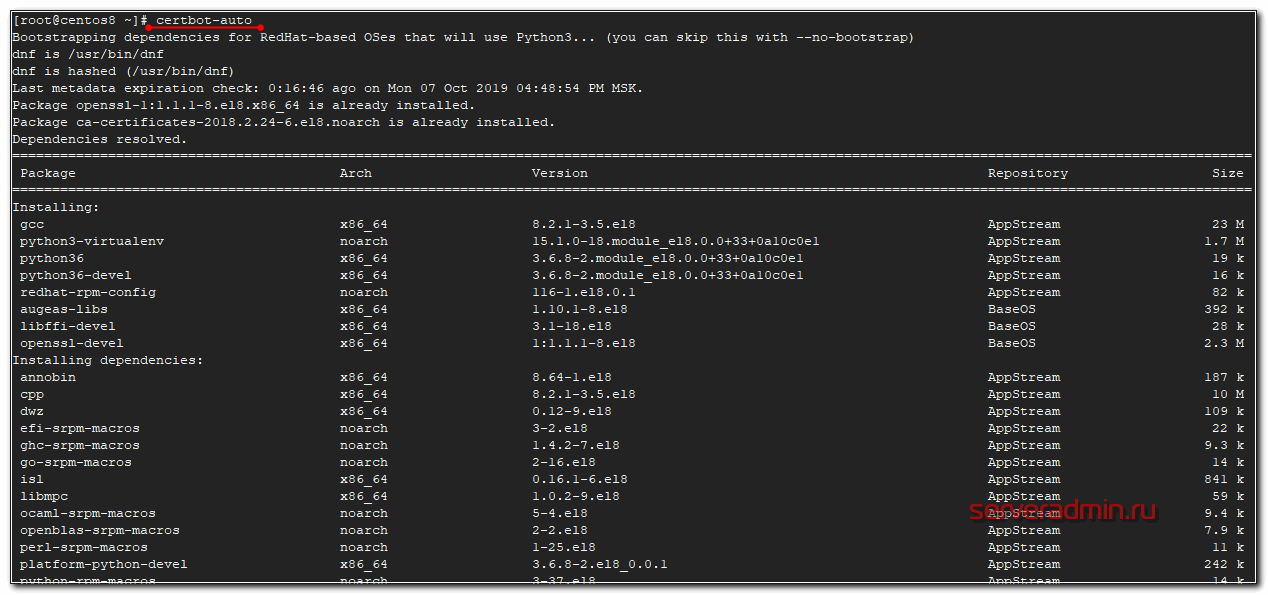 [root@centos8 ~]# certbot-auto
Bootstrapping dependencies for RedHat-based OSes that will use Python3... (you can skip this with --no-bootstrap)
dnf is /usr/bin/dnf
dnf is hashed (/usr/bin/dnf)
Last metadata expiration check: 0:16:46 ago on Mon 07 Oct 2019 04:48:54 PM MSK.
Package openssl-1:1.1.1-8.el8.x86_64 is already installed.
Package ca-certificates-2018.2.24-6.el8.noarch is already installed.
Dependencies resolved.
Package Arch Version Repository Size
Installing:
gcc x86_64 8.2.1-3.5.el8 AppStream 23 M
python3-virtualenv noarch 15.1.0-18.module_el8.0.0+33+0a10c0e1 AppStream 1.7 M
python36 x86_64 3.6.8-2.module_el8.0.0+33+0a10c0e1 AppStream 19 k
python36-devel x86_64 3.6.8-2.module_el8.0.0+33+0a10c0e1 AppStream 16 k
redhat-rpm-config noarch 116-1.el8.0.1 AppStream 82 k
augeas-libs x86_64 1.10.1-8.el8 BaseOS 392 k
libffi-devel x86_64 3.1-18.el8 BaseOS 28 k
openssl-devel x86_64 1:1.1.1-8.el8 BaseOS 2.3 M
Installing dependencies:
annobin x86_64 8.64-1.el8 AppStream 187 k
cpp x86_64 8.2.1-3.5.el8 AppStream 10 M
dwz x86_64 0.12-9.el8 AppStream 109 k
efi-srpm-macros noarch 3-2.el8 AppStream 22 k
ghc-srpm-macros noarch 1.4.2-7.el8 AppStream 9.3 k
go-srpm-macros noarch 2-16.el8 AppStream 14 k
isl x86_64 0.16.1-6.el8 AppStream 841 k
libmpc x86_64 1.0.2-9.el8 AppStream 59 k
ocaml-srpm-macros noarch 5-4.el8 AppStream 9.4 k
serveradmin.ru
openblas-srpm-macros noarch 2-2.el8 AppStream 7.9 k
perl-srpm-macros noarch 1-25.el8 AppStream 11 k
platform-python-devel x86_64 3.6.8-2.el8_0.0.1 AppStream 242 k
python-rpm-macros noarch 3-37.el8 AppStream 14 k